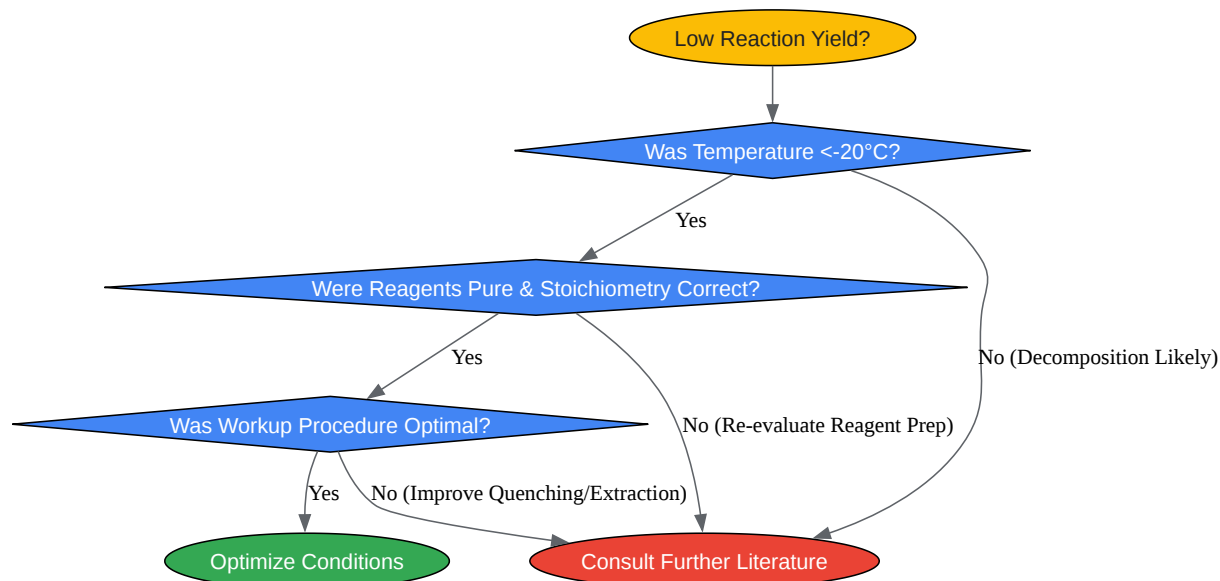 Low Reaction Yield?
Was Temperature <-20°C?
Yes
Were Reagents Pure & Stoichiometry Correct?
Yes
No (Decomposition Likely)
Was Workup Procedure Optimal?
No (Re-evaluate Reagent Prep)
Yes
No (Improve Quenching/Extraction)
Optimize Conditions
Consult Further Literature